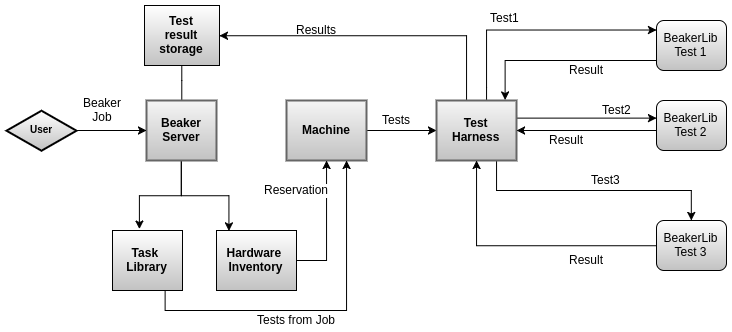 Test
result
storage
Results
Test1
BeakerLib
Test 1
Result
Beaker
Job
User
Beaker
Server
Machine
Tests
Test
Harness
Test2
BeakerLib
Test 2
Result
Reservation
Test3
Task
Library
Hardware
Inventory
BeakerLib
Test 3
Result
Tests from Job